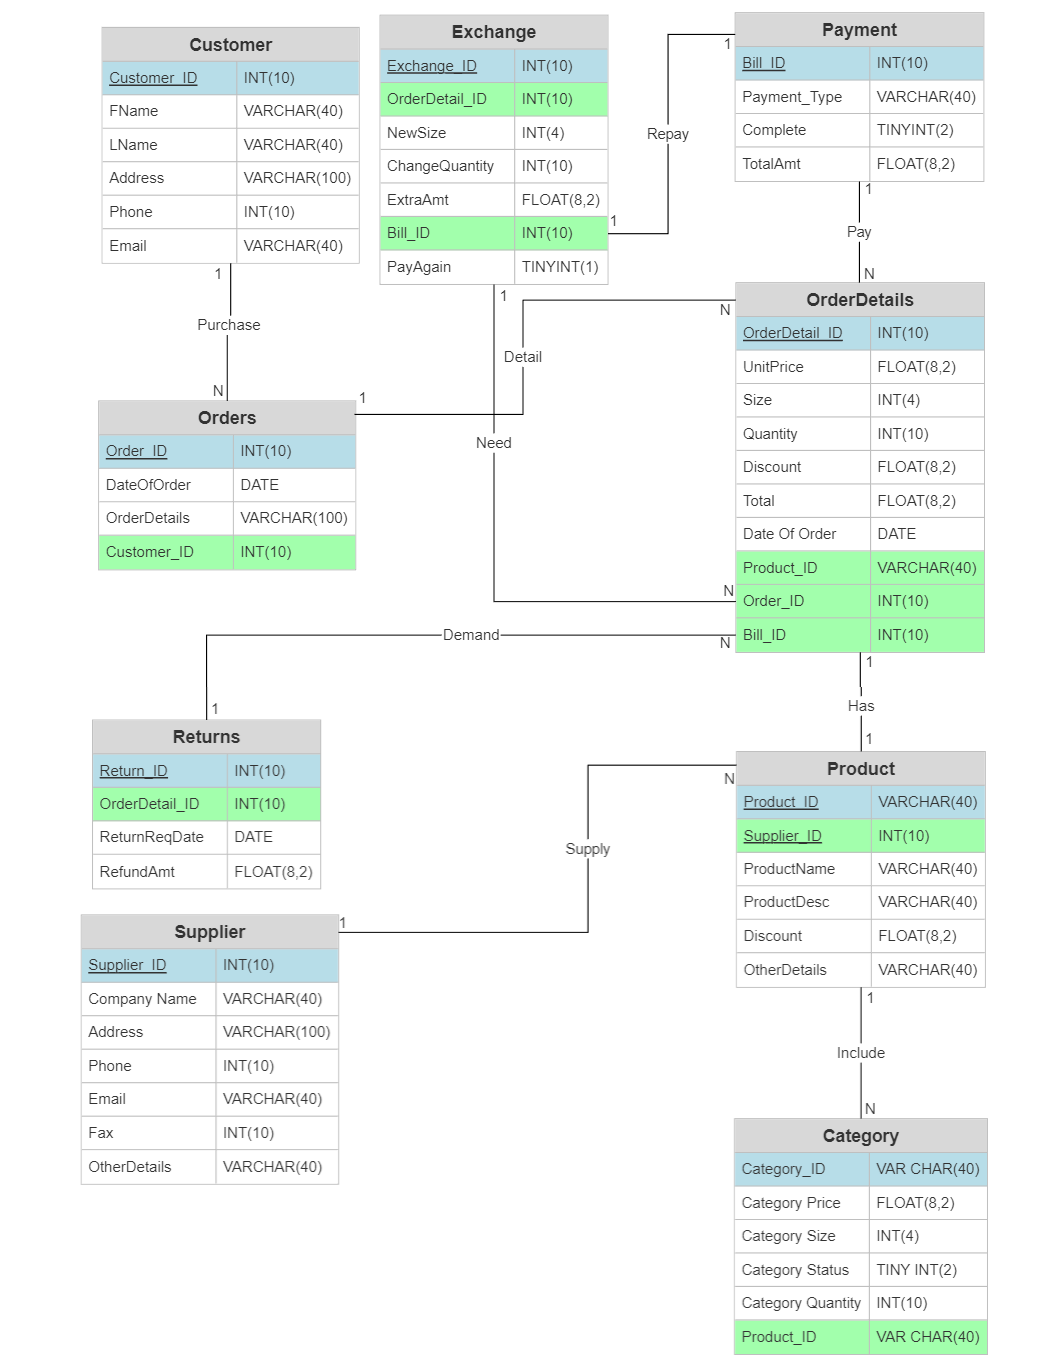 Customer
Customer_ID INT(10)
FName VARCHAR(40)
LName VARCHAR(40)
Address VARCHAR(100)
Phone INT(10)
Email VARCHAR(40)
1
Purchase
N
Exchange
Exchange_ID INT(10)
OrderDetail_ID INT(10)
NewSize INT(4)
ChangeQuantity INT(10)
ExtraAmt FLOAT(8,2)
Bill_ID INT(10)
PayAgain TINYINT(1)
1
Repay
1
Payment
Bill_ID INT(10)
Payment_Type VARCHAR(40)
Complete TINYINT(2)
TotalAmt FLOAT(8,2)
1
Pay
N
Orders
Order_ID INT(10)
DateOfOrder DATE
OrderDetails VARCHAR(100)
Customer_ID INT(10)
1
Detail
N
1
Need
N
OrderDetails
OrderDetail_ID INT(10)
UnitPrice FLOAT(8,2)
Size INT(4)
Quantity INT(10)
Discount FLOAT(8,2)
Total FLOAT(8,2)
Date Of Order DATE
Product_ID VARCHAR(40)
Order_ID INT(10)
Bill_ID INT(10)
Demand
N
1
1
Has
1
Returns
Return_ID INT(10)
OrderDetail_ID INT(10)
ReturnReqDate DATE
RefundAmt FLOAT(8,2)
Product
Product_ID VARCHAR(40)
Supplier_ID INT(10)
ProductName VARCHAR(40)
ProductDesc VARCHAR(40)
Discount FLOAT(8,2)
OtherDetails VARCHAR(40)
N
Supply
1
Supplier
Supplier_ID INT(10)
Company Name VARCHAR(40)
Address VARCHAR(100)
Phone INT(10)
Email VARCHAR(40)
Fax INT(10)
OtherDetails VARCHAR(40)
1
Include
N
Category
Category_ID VAR CHAR(40)
Category Price FLOAT(8,2)
Category Size INT(4)
Category Status TINY INT(2)
Category Quantity INT(10)
Product_ID VAR CHAR(40)